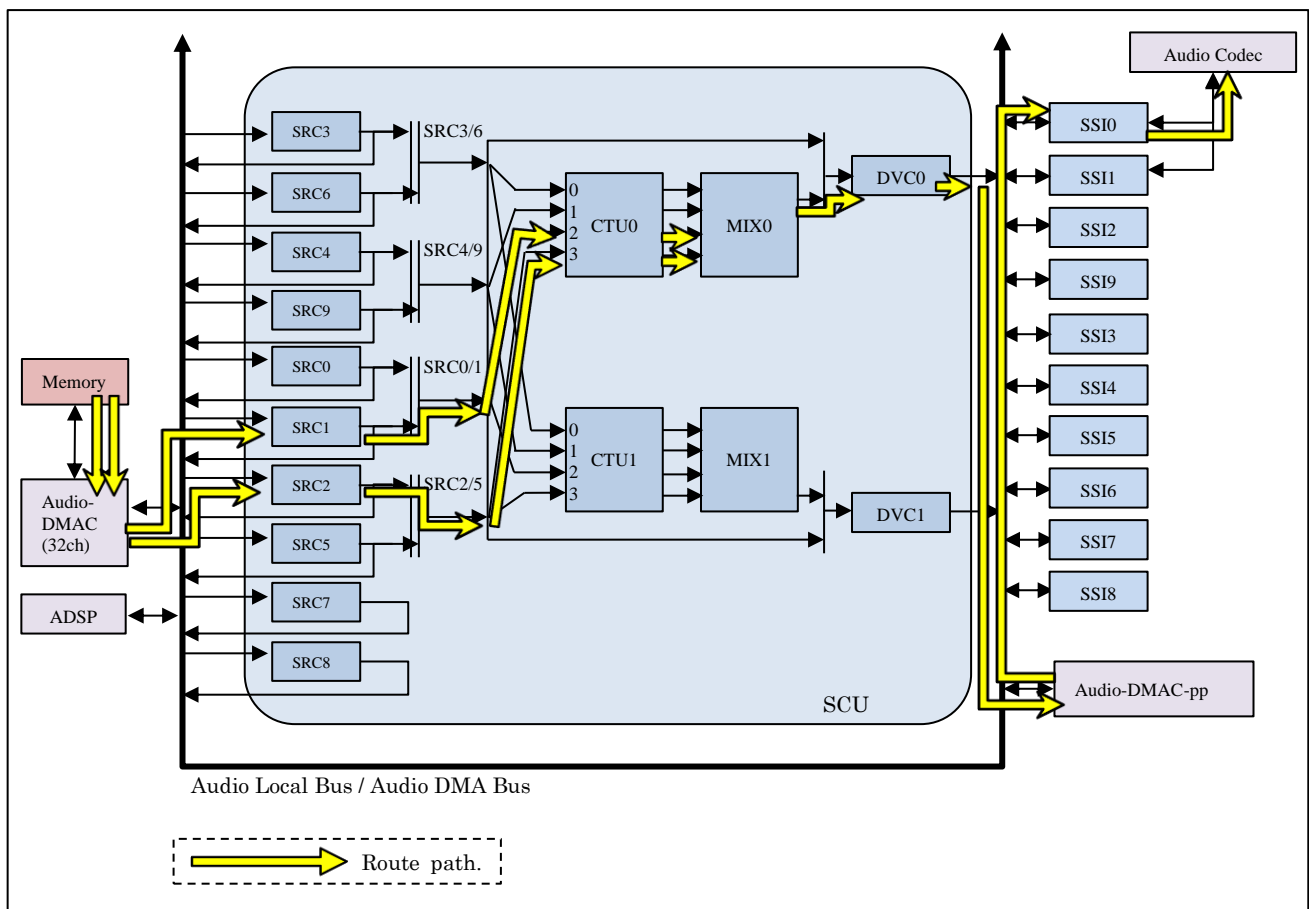 Audio Codec
SRC3
SRC3/6
SSI0
SRC6
DVC0
SSI1
0
1
2
3
CTU0
MIX0
SSI2
SRC4
SRC4/9
SSI9
SRC9
SSI3
SRC0
SRC0/1
Memory
SSI4
SRC1
0
1
2
3
CTU1
MIX1
SSI5
SRC2
SRC2/5
SSI6
Audio-
DMAC
(32ch)
DVC1
SRC5
SSI7
SRC7
SSI8
ADSP
SRC8
SCU
Audio-DMAC-pp
Audio Local Bus / Audio DMA Bus
Route path.